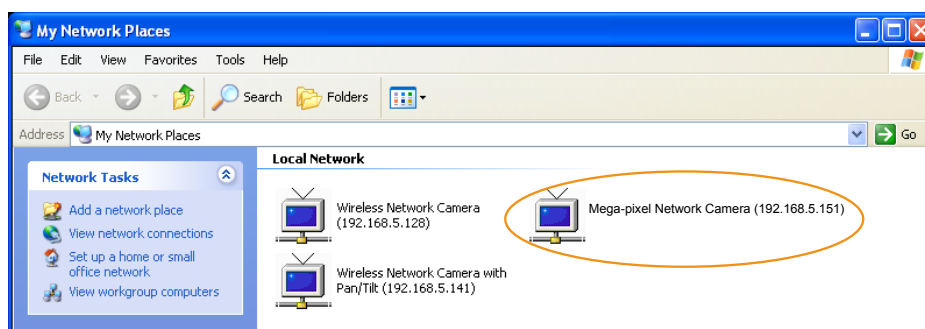 My Network Places
File Edit View Favorites Tools Help
Back Search Folders
Address My Network Places Go
Network Tasks
Add a network place
View network connections
Set up a home or small
office network
View workgroup computers
Local Network
Wireless Network Camera
(192.168.5.128)
Mega-pixel Network Camera (192.168.5.151)
Wireless Network Camera with
Pan/Tilt (192.168.5.141)